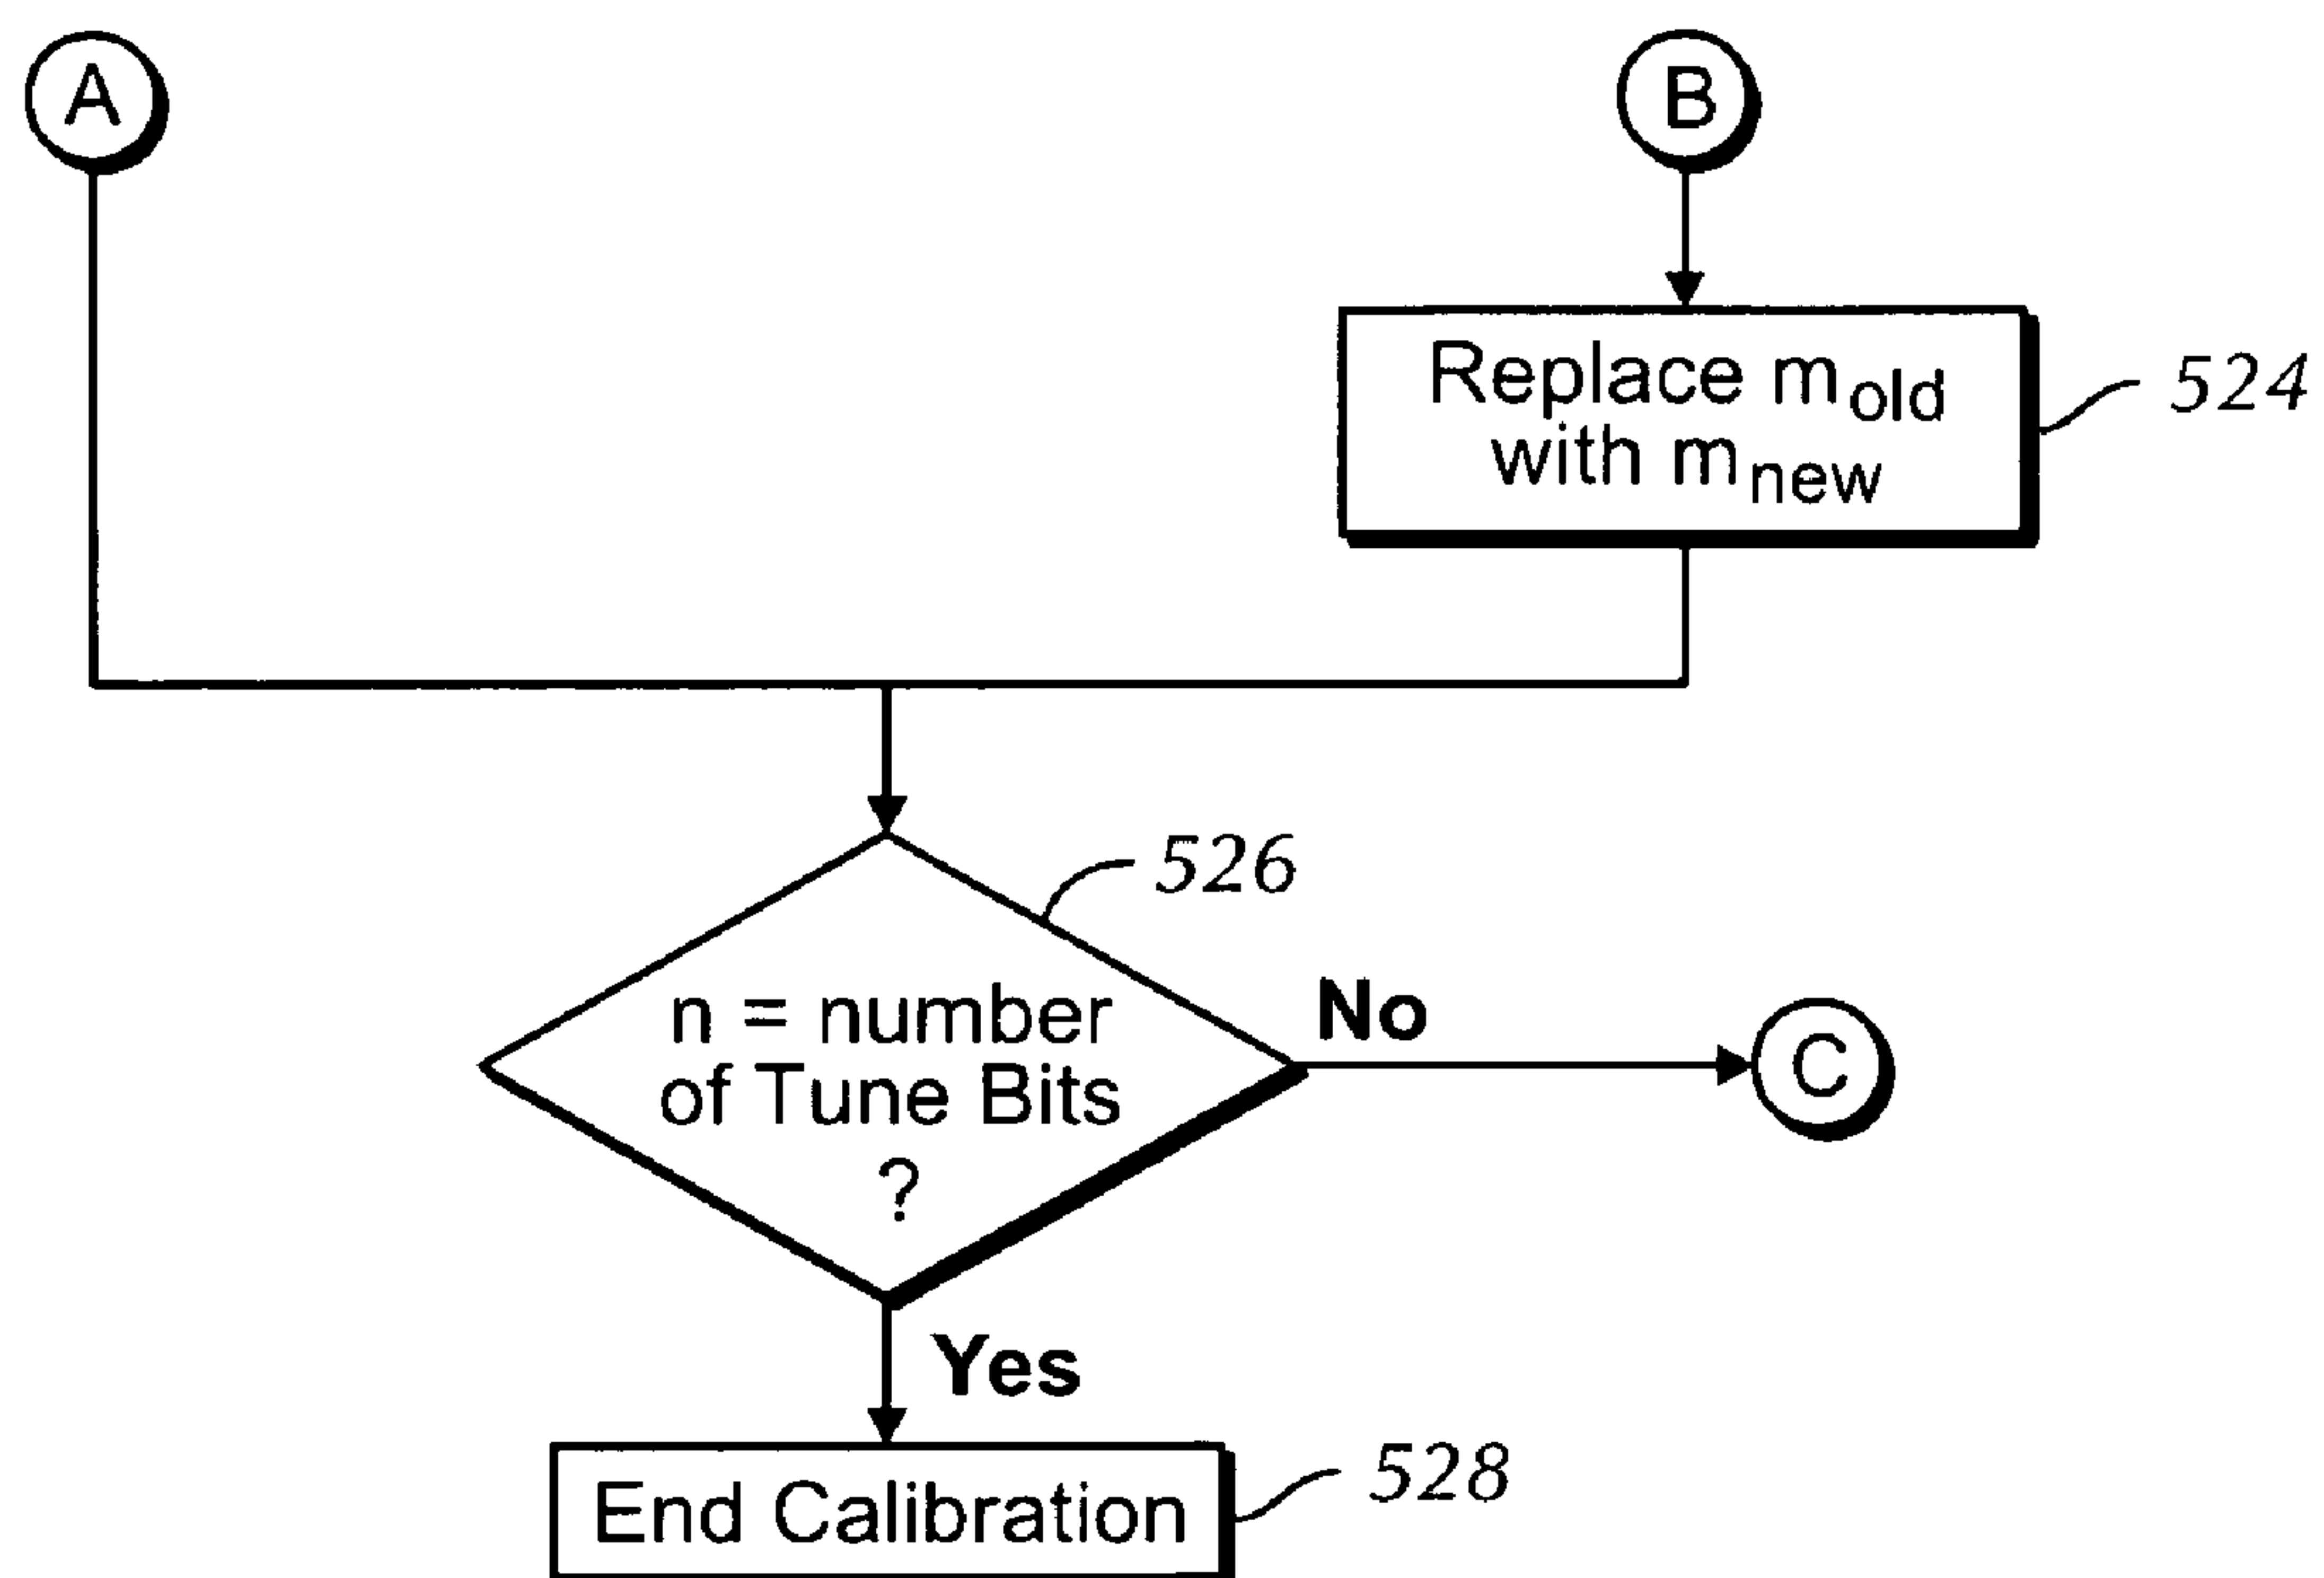 A
B
Replace m_old
with m_new
524
526
n = number
of Tune Bits
?
No
C
Yes
End Calibration
528